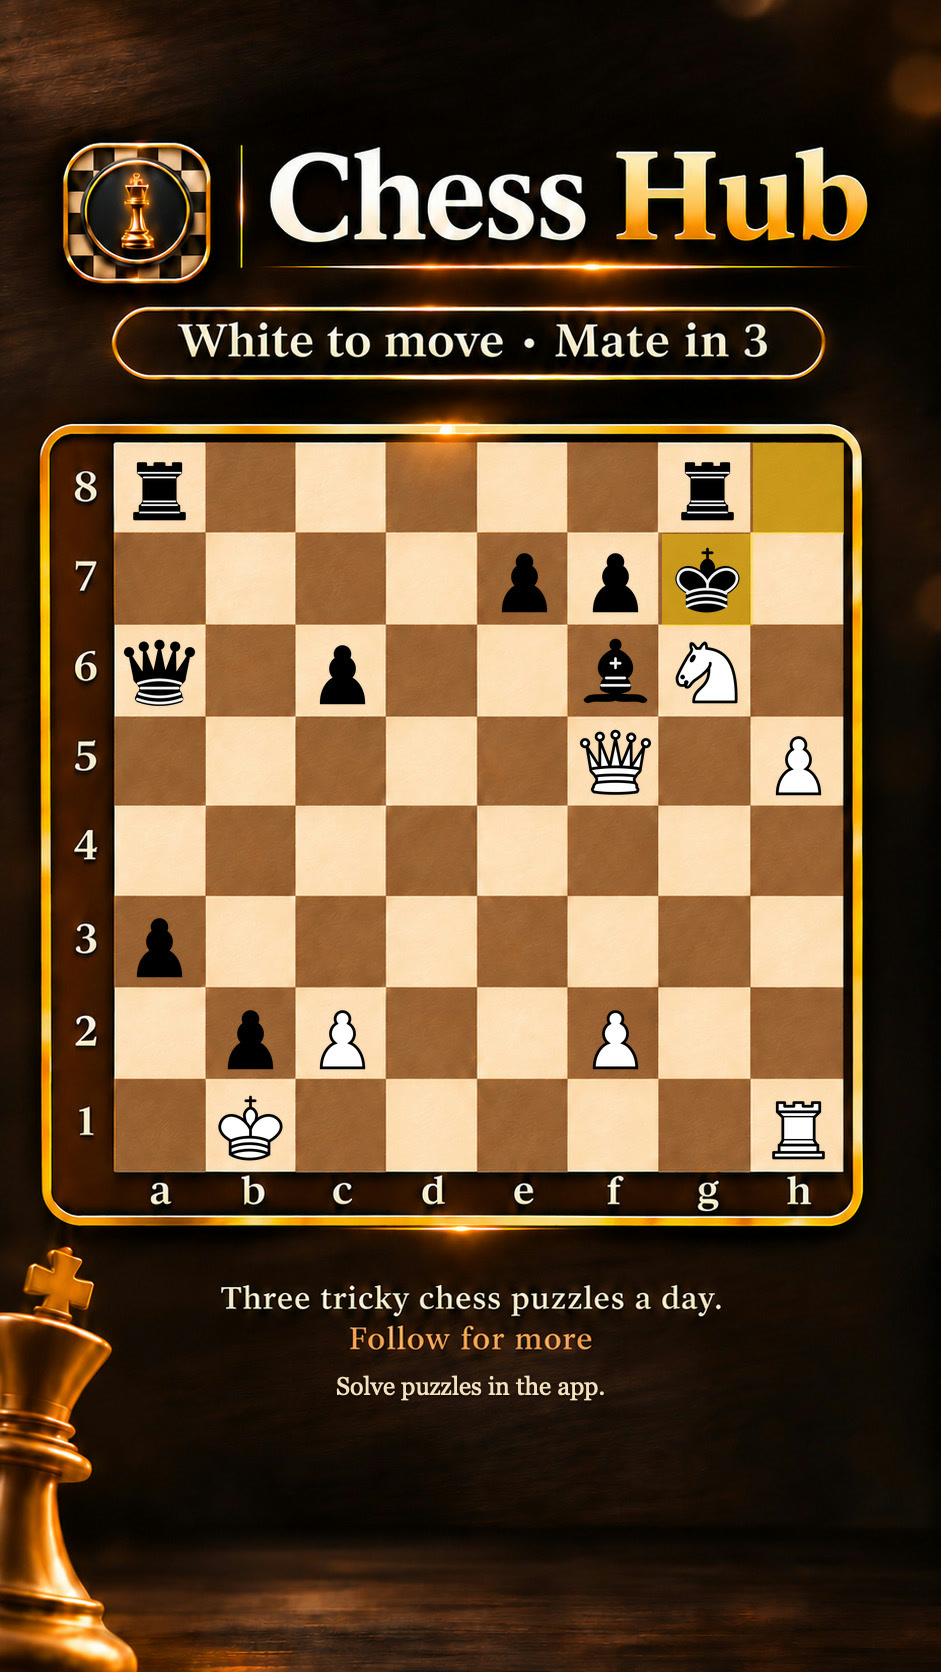 Chess Hub
White to move • Mate in 3
8
7
6
5
4
3
2
1
a b c d e f g h
Three tricky chess puzzles a day.
Follow for more
Solve puzzles in the app.